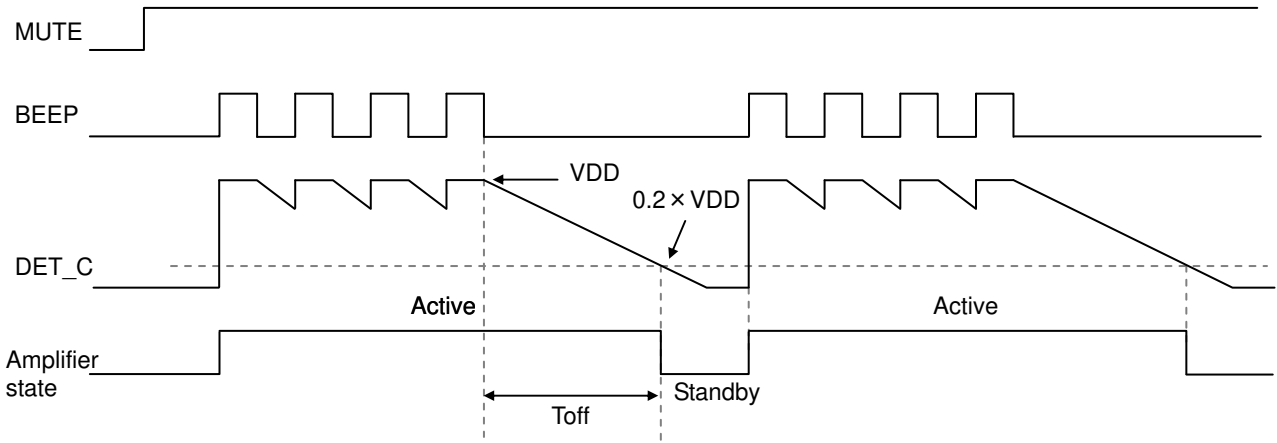 MUTE
BEEP
VDD
0.2×VDD
DET_C
Active
Active
Amplifier
state
Standby
Toff